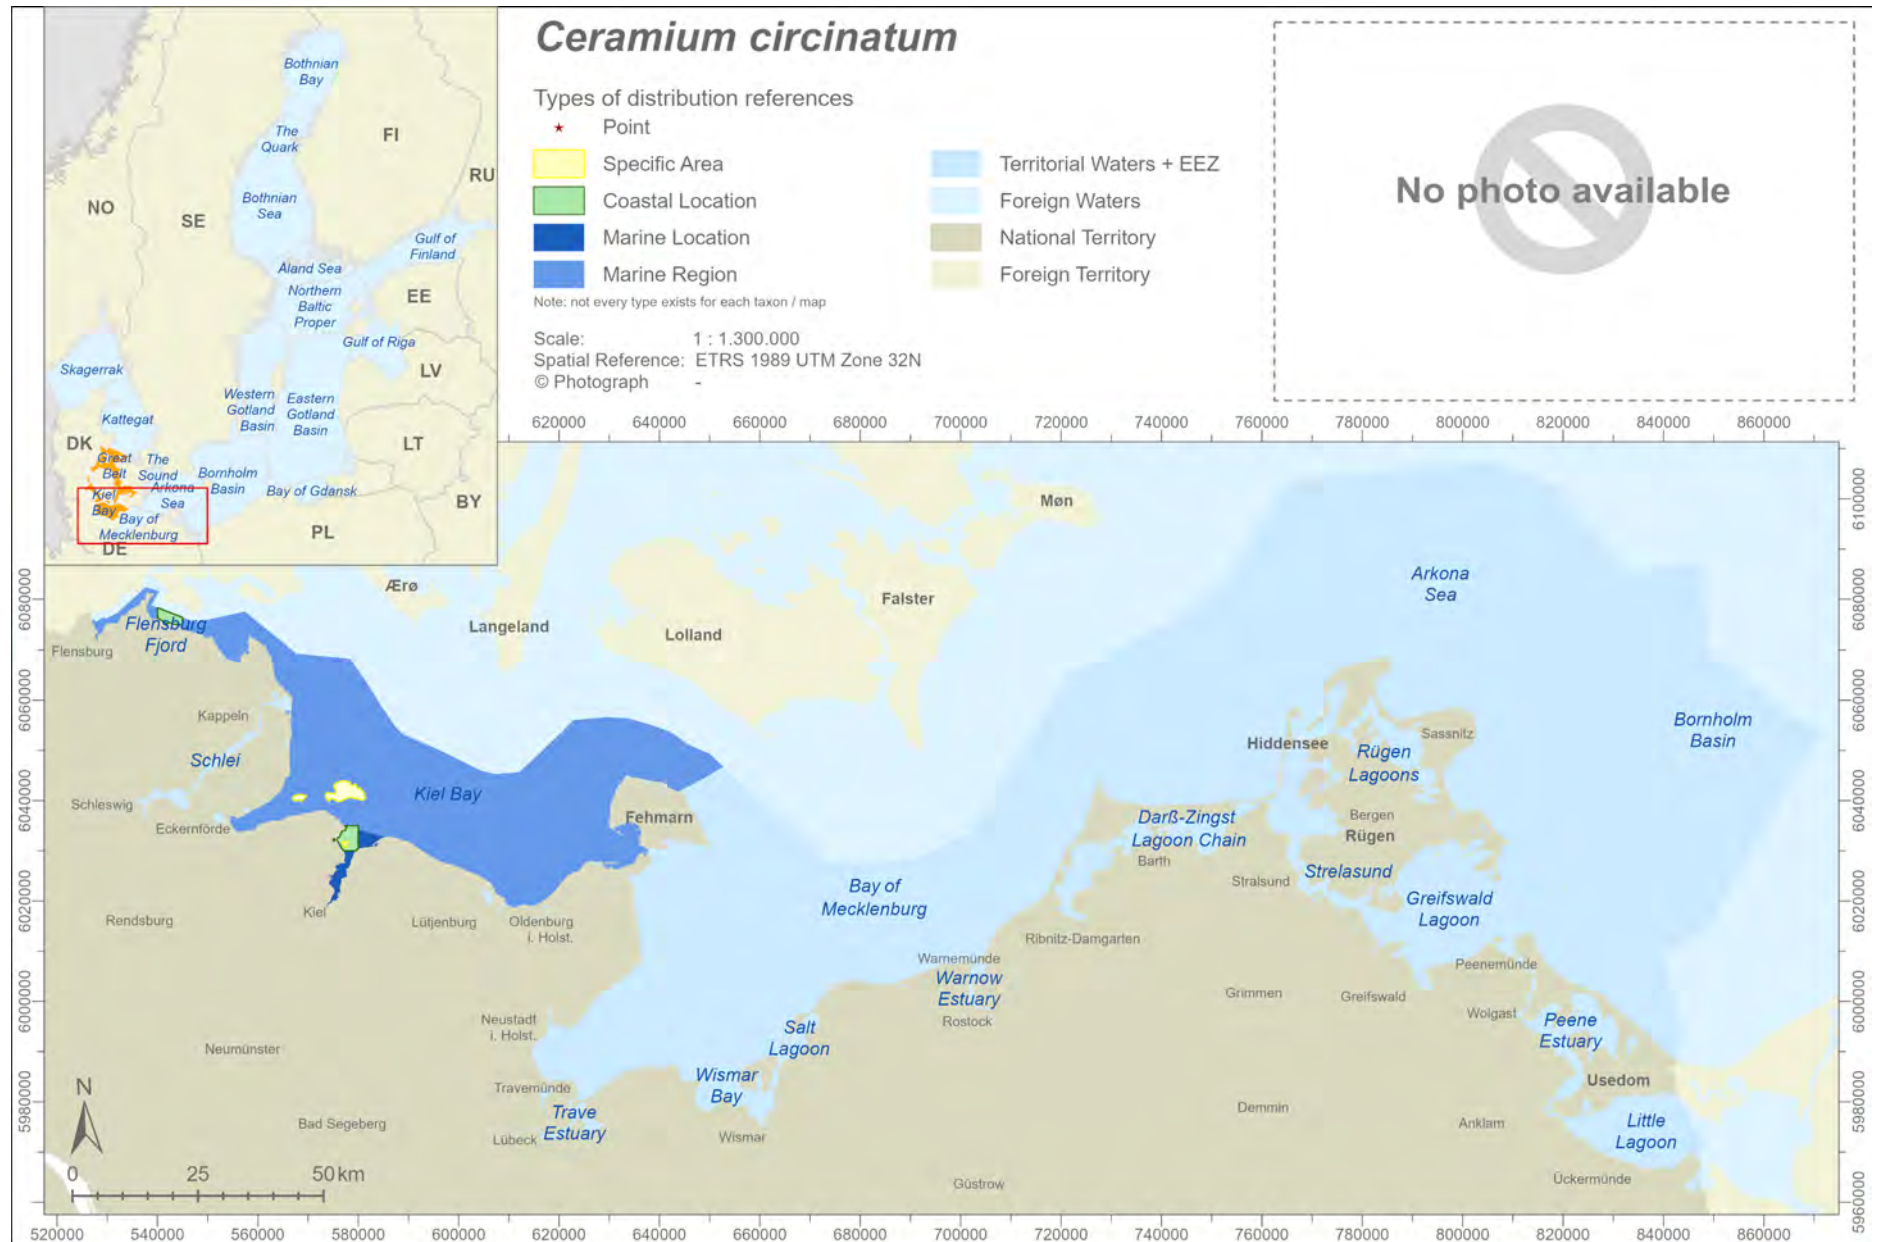 Ceramium circinatum
Types of distribution references
Point
Specific Area
Coastal Location
Marine Location
Marine Region
Territorial Waters + EEZ
Foreign Waters
National Territory
Foreign Territory
Note: not every type exists for each taxon / map
Scale: 1 : 1.300.000
Spatial Reference: ETRS 1989 UTM Zone 32N
© Photograph -
No photo available
Bothnian
Bay
The
Quark
FI
RU
NO
SE
Bothnian
Sea
Gulf of
Finland
Åland Sea
Northern
Baltic
Proper
EE
Gulf of Riga
Skagerrak
LV
Western
Gotland
Basin
Eastern
Gotland
Basin
Kattegat
DK
LT
Great
Belt
The
Sound
Bornholm
Basin
Arkona
Sea
Bay of Gdansk
Kiel
Bay
Bay of
Mecklenburg
BY
PL
DE
620000 640000 660000 680000 700000 720000 740000 760000 780000 800000 820000 840000 860000
6100000
6080000
6060000
6040000
6020000
6000000
5980000
5960000
6080000
6060000
6040000
6020000
6000000
5980000
Møn
Ærø
Langeland
Lolland
Falster
Arkona
Sea
Flensburg
Fjord
Flensburg
Kappeln
Schlei
Schleswig
Eckernförde
Kiel Bay
Fehmarn
Hiddensee
Sassnitz
Rügen
Lagoons
Bornholm
Basin
Bergen
Rügen
Darß-Zingst
Lagoon Chain
Barth
Stralsund
Strelasund
Greifswald
Lagoon
Rendsburg
Kiel
Lütjenburg
Oldenburg
i. Holst.
Bay of
Mecklenburg
Ribnitz-Damgarten
Warnemünde
Warnow
Estuary
Rostock
Grimmen
Greifswald
Peenemünde
Wolgast
Peene
Estuary
Neustadt
i. Holst.
Neumünster
Salt
Lagoon
Wismar
Bay
Travemünde
Trave
Estuary
Lübeck
Bad Segeberg
Wismar
Güstrow
Demmin
Anklam
Usedom
Little
Lagoon
Ückermünde
N
0 25 50 km
520000 540000 560000 580000 600000 620000 640000 660000 680000 700000 720000 740000 760000 780000 800000 820000 840000 860000